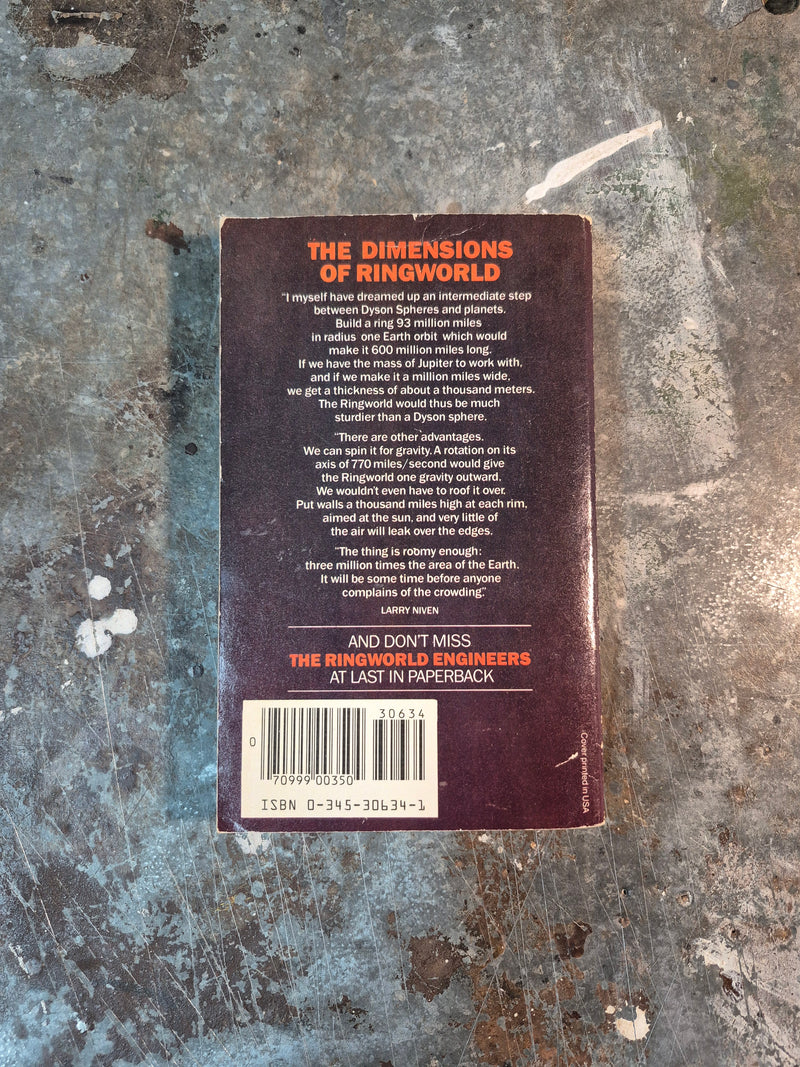 THE DIMENSIONS
OF RINGWORLD
"I myself have dreamed up an intermediate step
between Dyson Spheres and planets.
Build a ring 93 million miles
in radius one Earth orbit which would
make it 600 million miles long.
If we have the mass of Jupiter to work with,
and if we make it a million miles wide,
we get a thickness of about a thousand meters.
The Ringworld would thus be much
sturdier than a Dyson sphere.
"There are other advantages.
We can spin it for gravity. A rotation on its
axis of 770 miles/second would give
the Ringworld one gravity outward.
We wouldn't even have to roof it over.
Put walls a thousand miles high at each rim,
aimed at the sun, and very little of
the air will leak over the edges.
"The thing is roomy enough:
three million times the area of the Earth.
It will be some time before anyone
complains of the crowding."
LARRY NIVEN
AND DON'T MISS
THE RINGWORLD ENGINEERS
AT LAST IN PAPERBACK
30634
0
70999 00350
ISBN 0-345-30634-1
Cover printed in USA